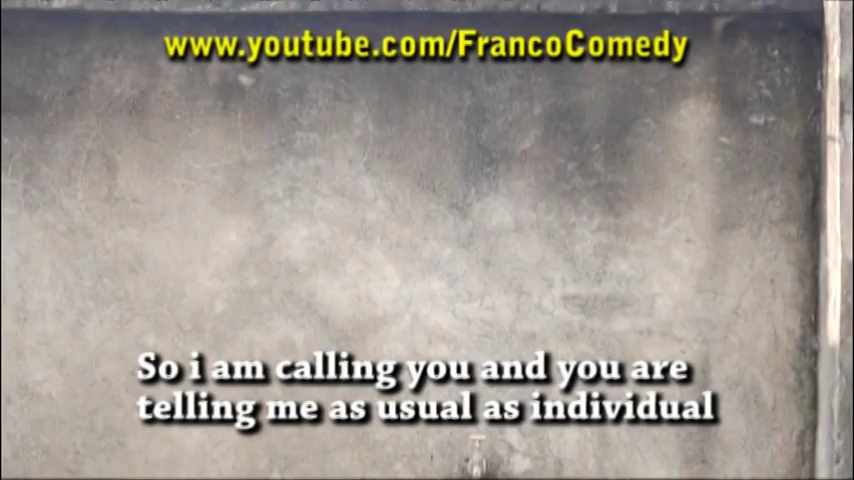 www.youtube.com/FrancoComedy
So i am calling you and you are
telling me as usual as individual